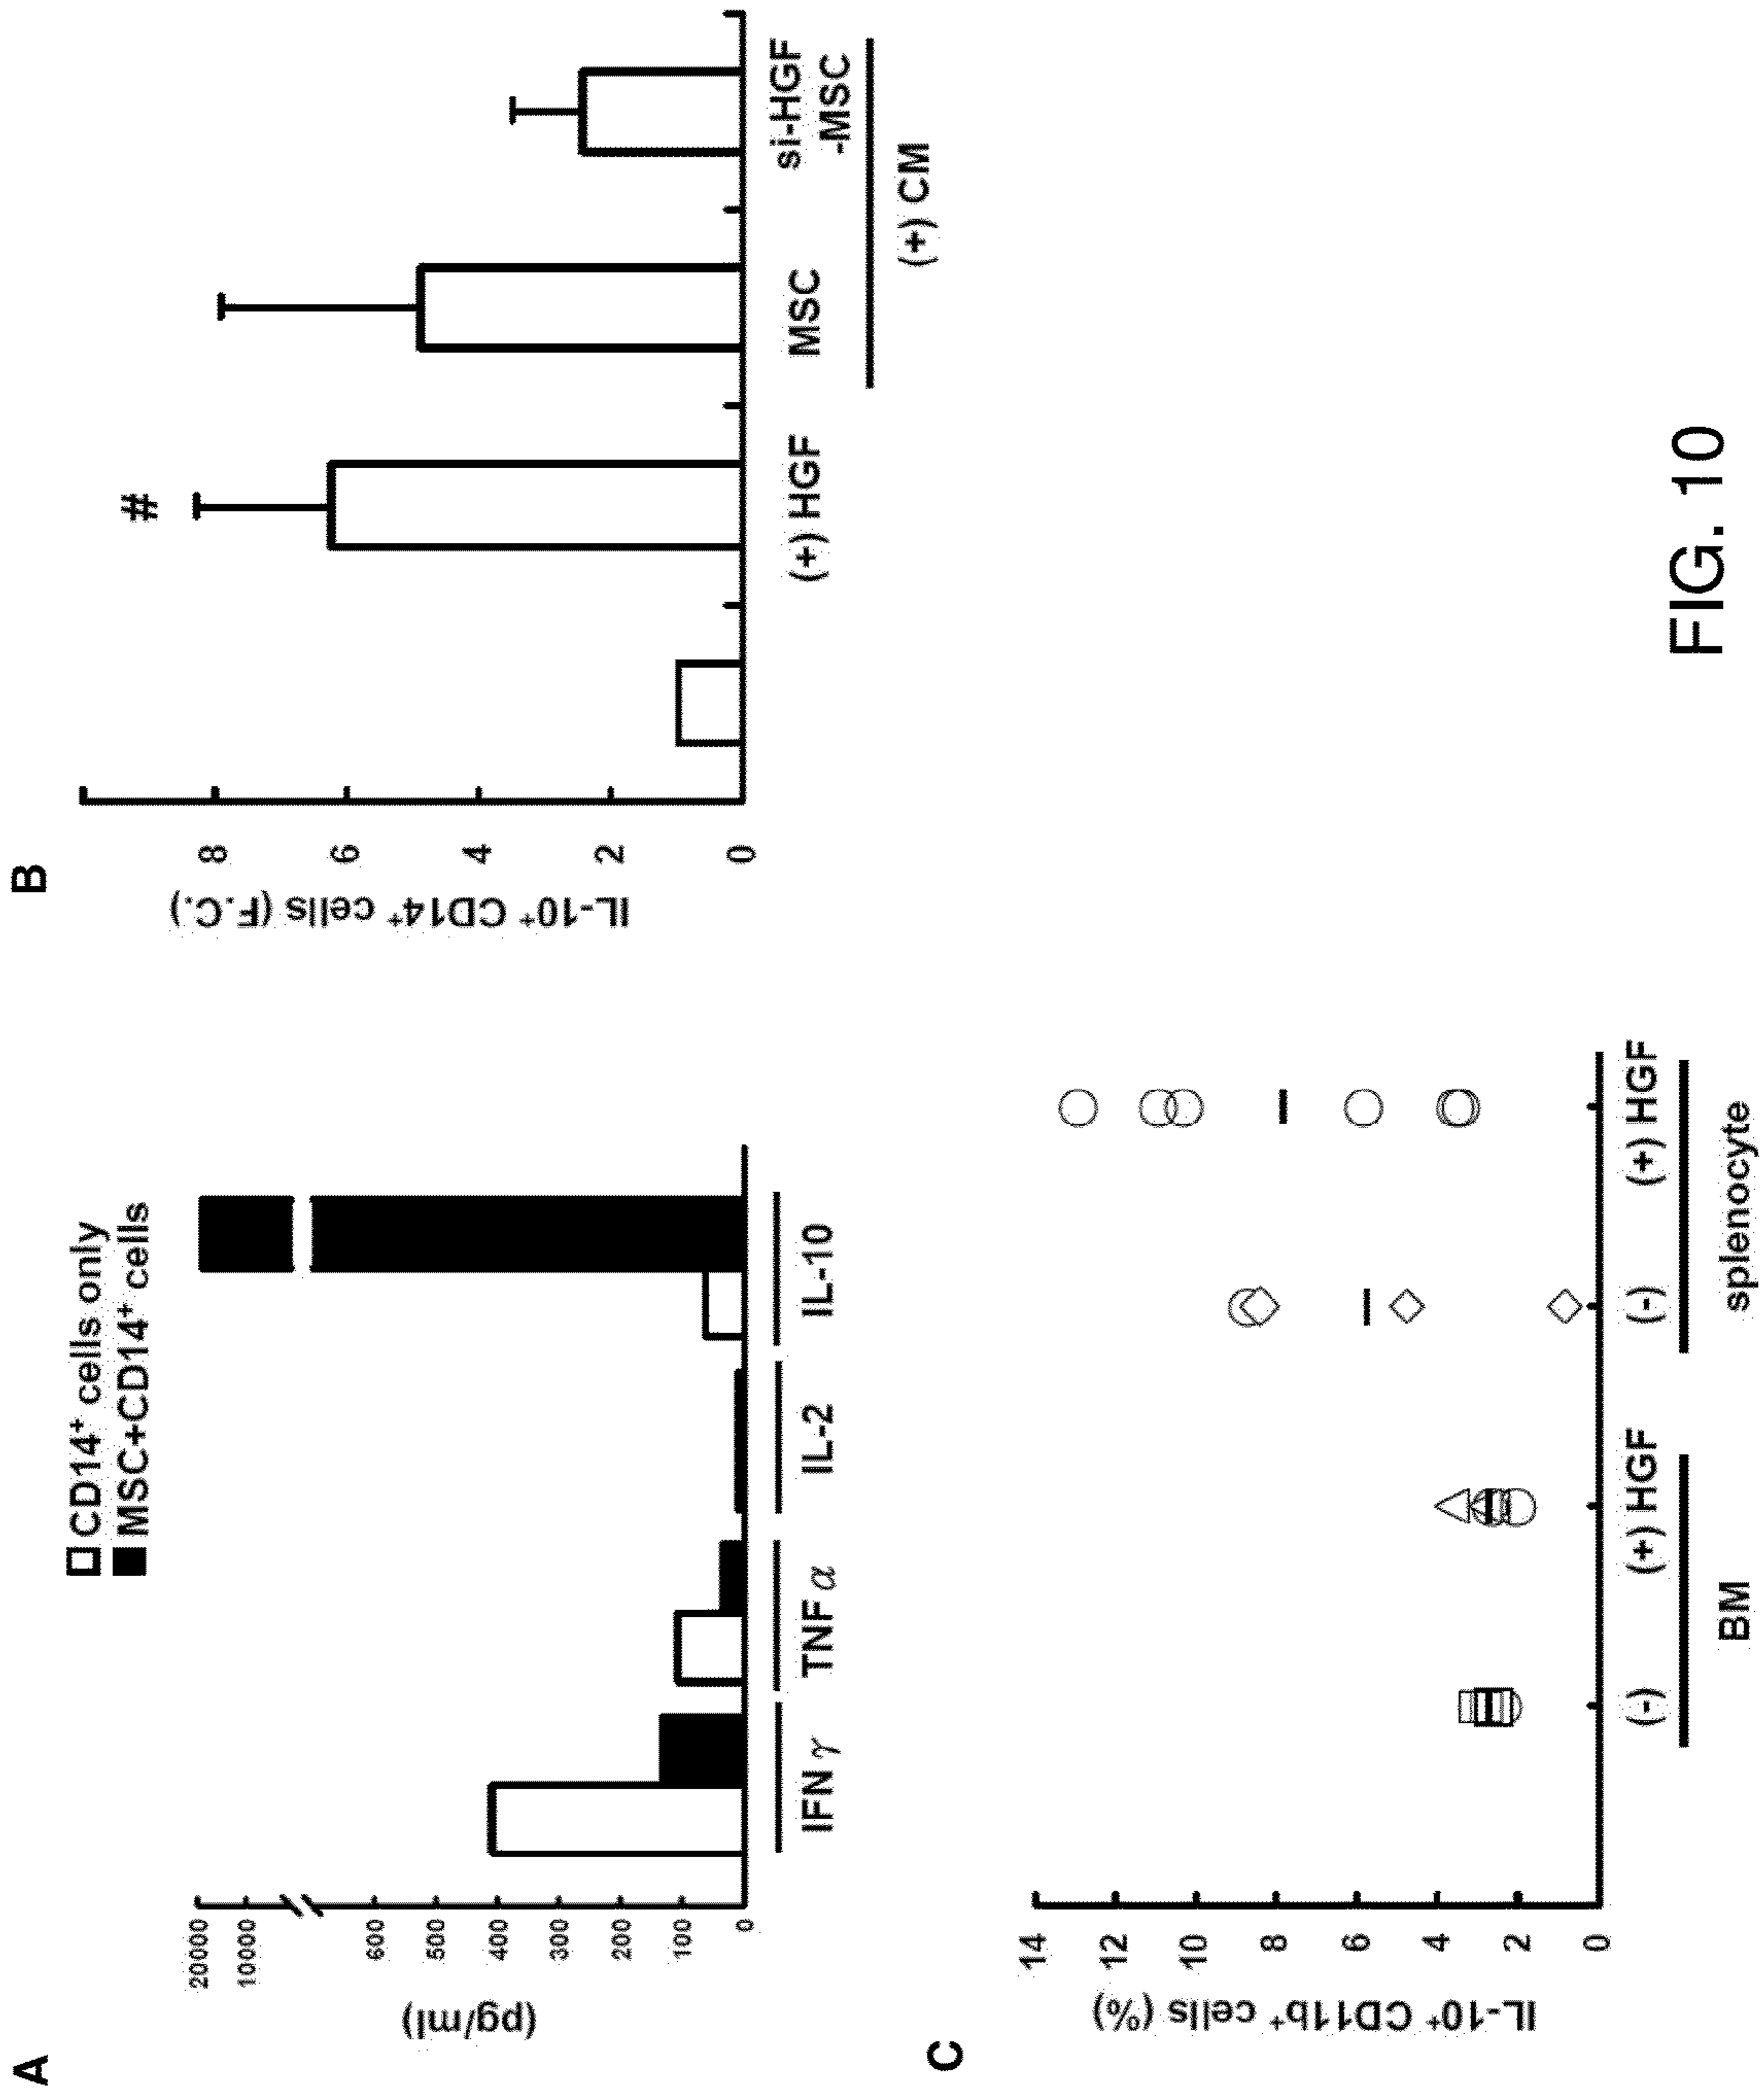 A
CD14⁺ cells only
MSC+CD14⁺ cells
(pg/ml)
20000
10000
600
500
400
300
200
100
0
IFN γ
TNF α
IL-2
IL-10
B
IL-10⁺ CD14⁺ cells (F.C.)
8
6
4
2
0
#
(+) HGF
MSC
si-HGF
-MSC
(+) CM
C
IL-10⁺ CD11b⁺ cells (%)
14
12
10
8
6
4
2
0
(-)
(+) HGF
(-)
(+) HGF
BM
splenocyte
FIG. 10